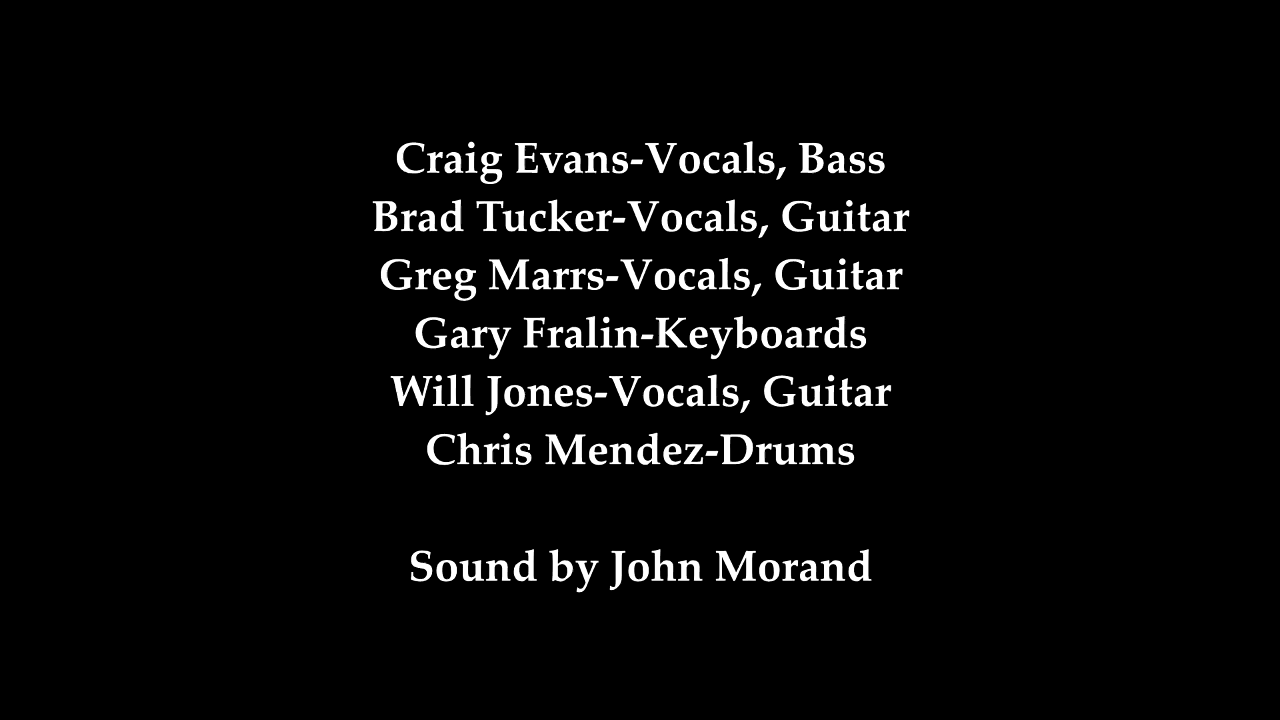 Craig Evans-Vocals, Bass
Brad Tucker-Vocals, Guitar
Greg Marrs-Vocals, Guitar
Gary Fralin-Keyboards
Will Jones-Vocals, Guitar
Chris Mendez-Drums
Sound by John Morand